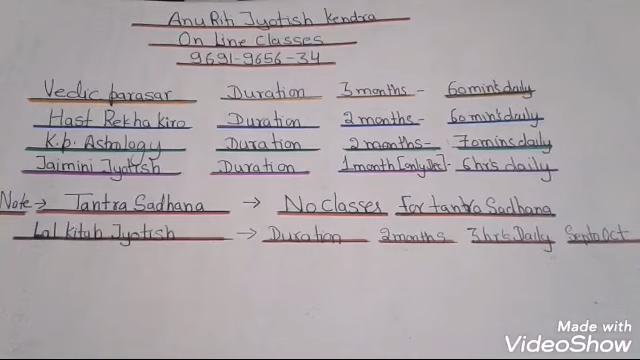 Anu Riti Jyotish Kendra
On Line Classes
9691-9656-34
Vedic parasar Duration 3 months - 60 mins daily
Hast Rekha kiro Duration 2 months - 60 mins daily
K.p. Astrology Duration 2 months - 70 mins daily
Jaimini Jyotish Duration 1 month [only Dec] - 6 hrs daily
Note → Tantra Sadhana → No Classes for tantra Sadhana
Lal kitab Jyotish → Duration 2 months 3 hrs Daily Sep to Oct
Made with
VideoShow